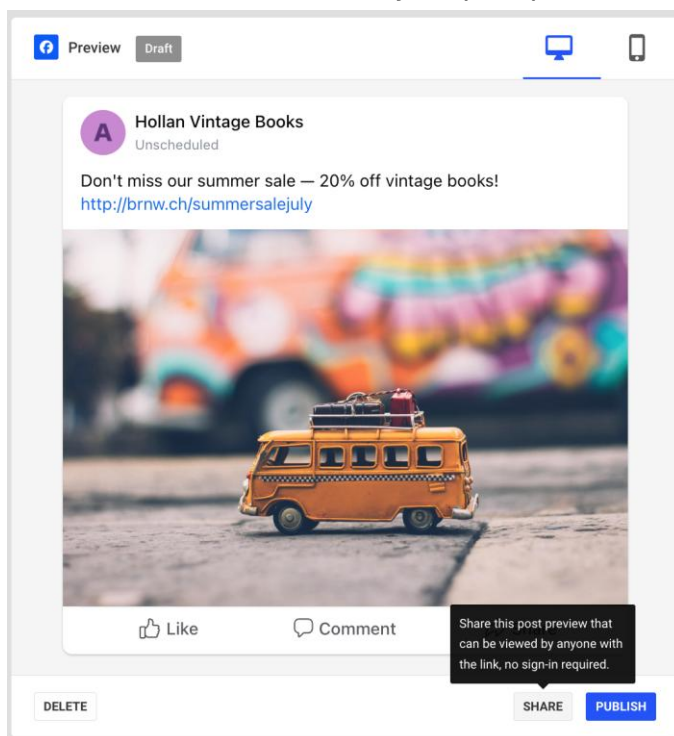 Preview Draft
A
Hollan Vintage Books
Unscheduled
Don't miss our summer sale — 20% off vintage books!
http://brnw.ch/summersalejuly
Like Comment
Share this post preview that
can be viewed by anyone with
the link, no sign-in required.
DELETE SHARE PUBLISH